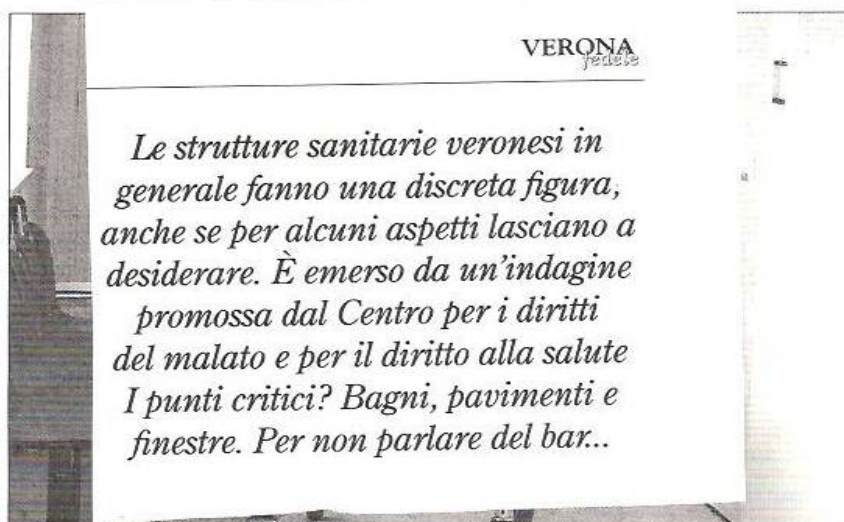 VERONA
fedele
Le strutture sanitarie veronesi in
generale fanno una discreta figura,
anche se per alcuni aspetti lasciano a
desiderare. È emerso da un'indagine
promossa dal Centro per i diritti
del malato e per il diritto alla salute
I punti critici? Bagni, pavimenti e
finestre. Per non parlare del bar...